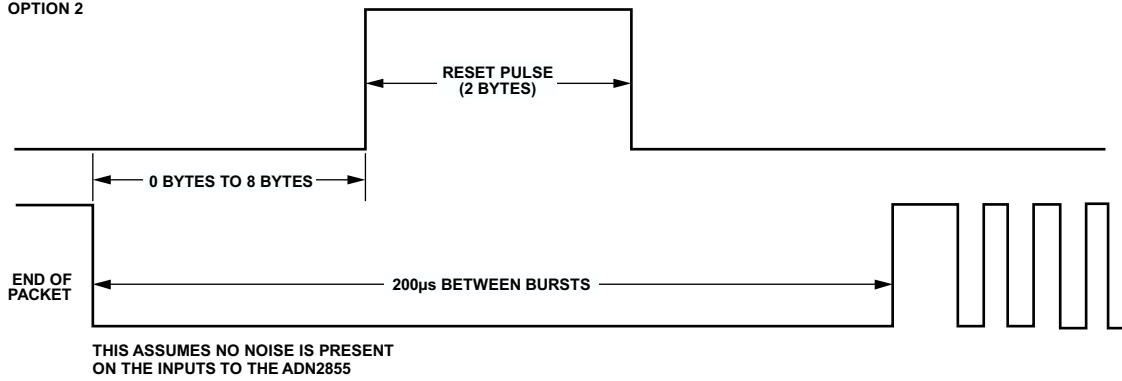 OPTION 2
RESET PULSE
(2 BYTES)
0 BYTES TO 8 BYTES
END OF
PACKET
200µs BETWEEN BURSTS
THIS ASSUMES NO NOISE IS PRESENT
ON THE INPUTS TO THE ADN2855